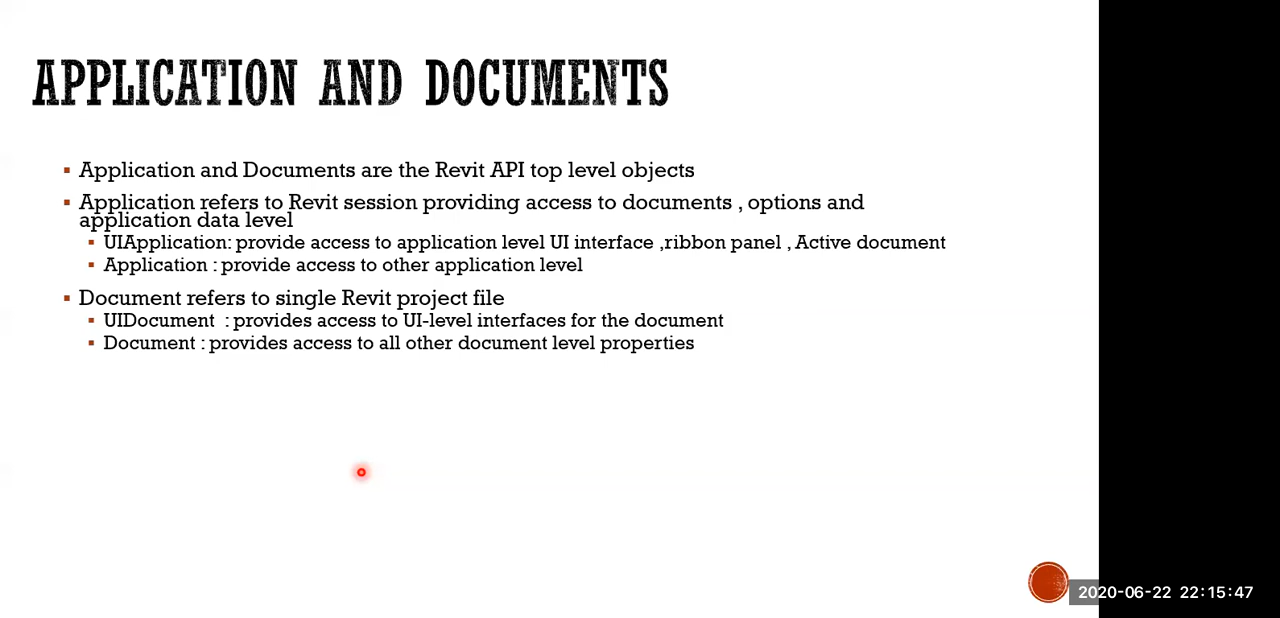 APPLICATION AND DOCUMENTS
Application and Documents are the Revit API top level objects
Application refers to Revit session providing access to documents , options and
application data level
UIApplication: provide access to application level UI interface ,ribbon panel , Active document
Application : provide access to other application level
Document refers to single Revit project file
UIDocument  : provides access to UI-level interfaces for the document
Document : provides access to all other document level properties
2020-06-22 22:15:47